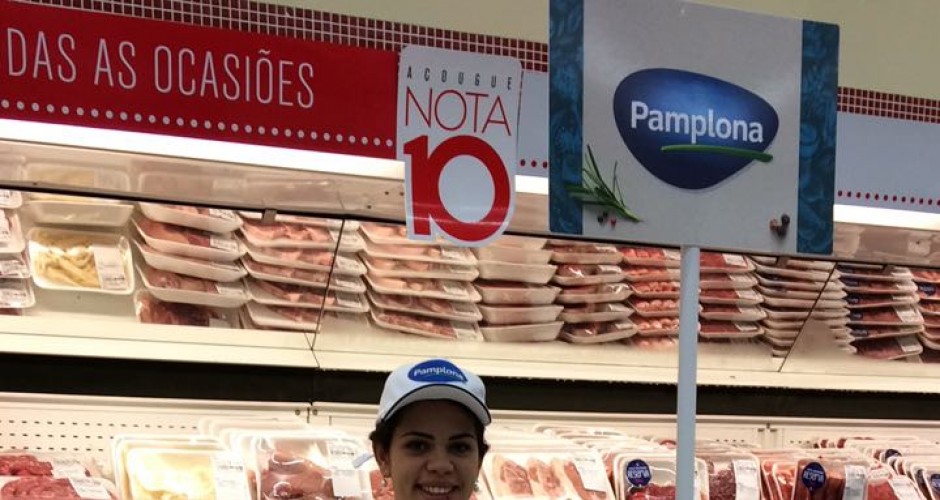 DAS AS OCASIÕES
AÇOUGUE
NOTA
10
Pamplona
Pamplona